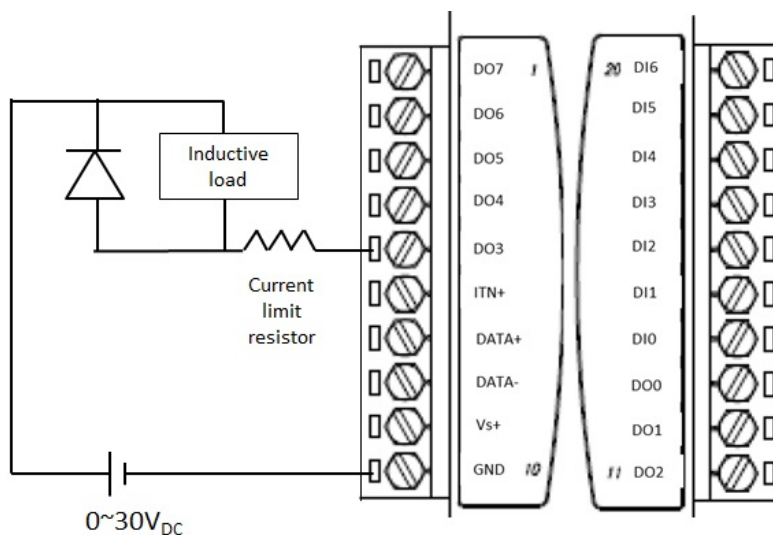 DO7 1
DO6
DO5
DO4
DO3
ITN+
DATA+
DATA-
Vs+
GND 10
20 DI6
DI5
DI4
DI3
DI2
DI1
DI0
DO0
DO1
11 DO2
Inductive
load
Current
limit
resistor
0~30VDC